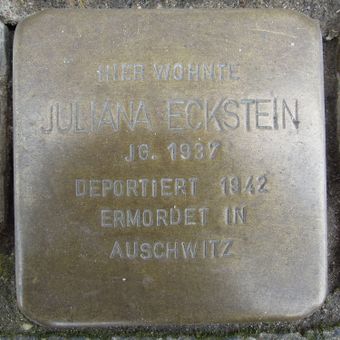 HIER WOHNTE
JULIANA ECKSTEIN
JG. 1937
DEPORTIERT 1942
ERMORDET IN
AUSCHWITZ